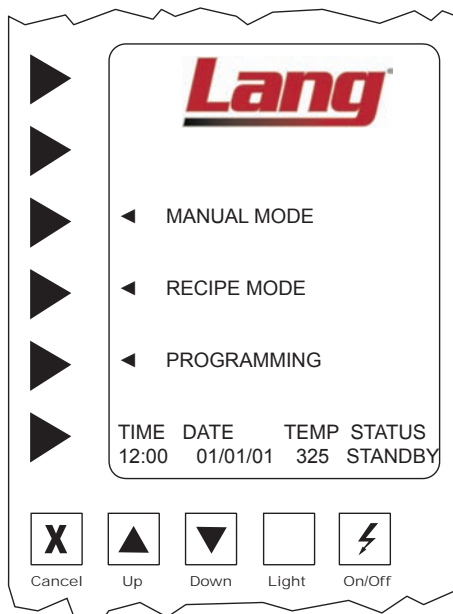 Lang
MANUAL MODE
RECIPE MODE
PROGRAMMING
TIME DATE TEMP STATUS
12:00 01/01/01 325 STANDBY
X
Cancel Up Down Light On/Off